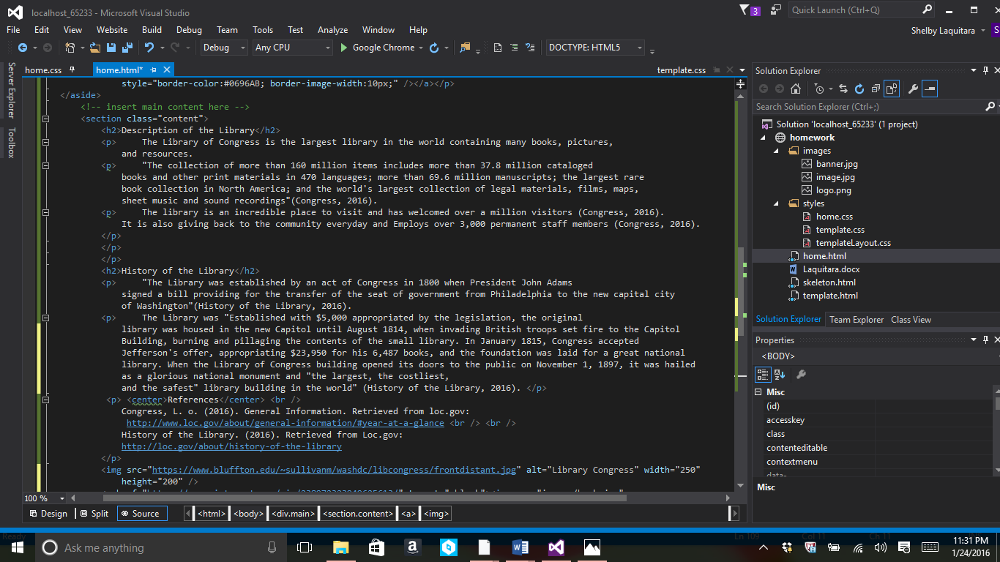 localhost_65233 - Microsoft Visual Studio
3
Quick Launch (Ctrl+Q)
File Edit View Website Build Debug Team Tools Test Analyze Window Help
Shelby Laquitara
S
Debug Any CPU Google Chrome DOCTYPE: HTML5
Server Explorer
Toolbox
home.css home.html* template.css
style="border-color:#0696AB; border-image-width:10px;" /></a></p>
</aside>
<!-- insert main content here -->
<section class="content">
<h2>Description of the Library</h2>
<p> The Library of Congress is the largest library in the world containing many books, pictures,
and resources.
<p> "The collection of more than 160 million items includes more than 37.8 million cataloged
books and other print materials in 470 languages; more than 69.6 million manuscripts; the largest rare
book collection in North America; and the world's largest collection of legal materials, films, maps,
sheet music and sound recordings"(Congress, 2016).
<p> The library is an incredible place to visit and has welcomed over a million visitors (Congress, 2016).
It is also giving back to the community everyday and Employs over 3,000 permanent staff members (Congress, 2016).
</p>
</p>
</p>
<h2>History of the Library</h2>
<p> "The Library was established by an act of Congress in 1800 when President John Adams
signed a bill providing for the transfer of the seat of government from Philadelphia to the new capital city
of Washington"(History of the Library, 2016).
<p> The Library was "Established with $5,000 appropriated by the legislation, the original
library was housed in the new Capitol until August 1814, when invading British troops set fire to the Capitol
Building, burning and pillaging the contents of the small library. In January 1815, Congress accepted
Jefferson's offer, appropriating $23,950 for his 6,487 books, and the foundation was laid for a great national
library. When the Library of Congress building opened its doors to the public on November 1, 1897, it was hailed
as a glorious national monument and "the largest, the costliest,
and the safest" library building in the world" (History of the Library, 2016). </p>
<p> <center>References</center> <br />
Congress, L. o. (2016). General Information. Retrieved from loc.gov:
http://www.loc.gov/about/general-information/#year-at-a-glance <br /> <br />
History of the Library. (2016). Retrieved from Loc.gov:
http://loc.gov/about/history-of-the-library
</p>
<img src="https://www.bluffton.edu/~sullivanm/washdc/libcongress/frontdistant.jpg" alt="Library Congress" width="250"
height="200" />
100 %
Design Split Source <html> <body> <div.main> <section.content> <a> <img>
Solution Explorer
Search Solution Explorer (Ctrl+;)
Solution 'localhost_65233' (1 project)
homework
images
banner.jpg
image.jpg
logo.png
styles
home.css
template.css
templateLayout.css
home.html
Laquitara.docx
skeleton.html
template.html
Solution Explorer Team Explorer Class View
Properties
<BODY>
Misc
(id)
accesskey
class
contenteditable
contextmenu
data-
Misc
Ready Ln 109 Col 11 Ch 11
Ask me anything
11:31 PM
1/24/2016